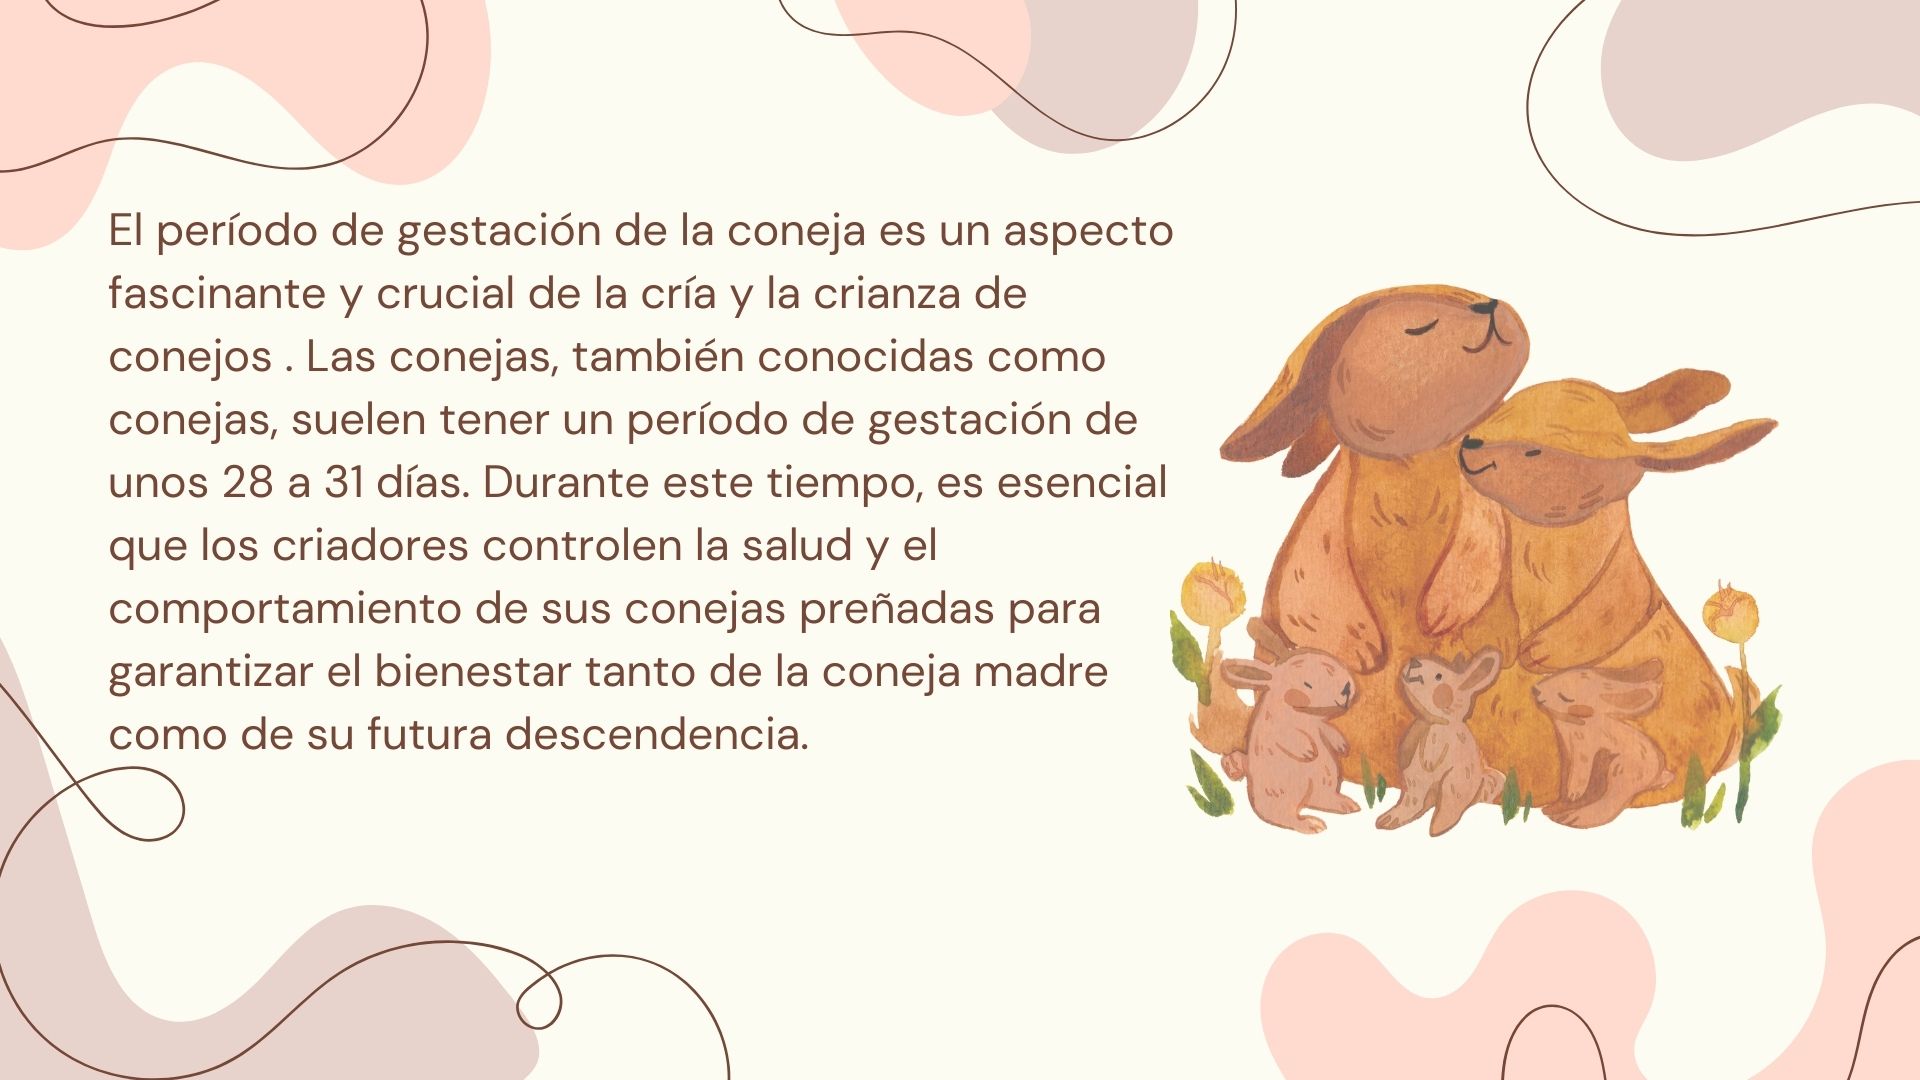 El período de gestación de la coneja es un aspecto
fascinante y crucial de la cría y la crianza de
conejos . Las conejas, también conocidas como
conejas, suelen tener un período de gestación de
unos 28 a 31 días. Durante este tiempo, es esencial
que los criadores controlen la salud y el
comportamiento de sus conejas preñadas para
garantizar el bienestar tanto de la coneja madre
como de su futura descendencia.